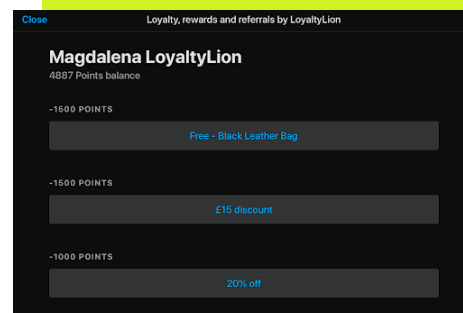 Close Loyalty, rewards and referrals by LoyaltyLion
Magdalena LoyaltyLion
4887 Points balance
-1500 POINTS
Free - Black Leather Bag
-1500 POINTS
£15 discount
-1000 POINTS
20% off